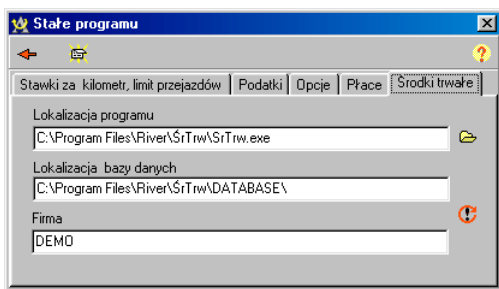 Stałe programu
Stawki za kilometr, limit przejazdów Podatki Opcje Płace Środki trwałe
Lokalizacja programu
C:\Program Files\River\ŚrTrw\SrTrw.exe
Lokalizacja bazy danych
C:\Program Files\River\ŚrTrw\DATABASE\
Firma
DEMO